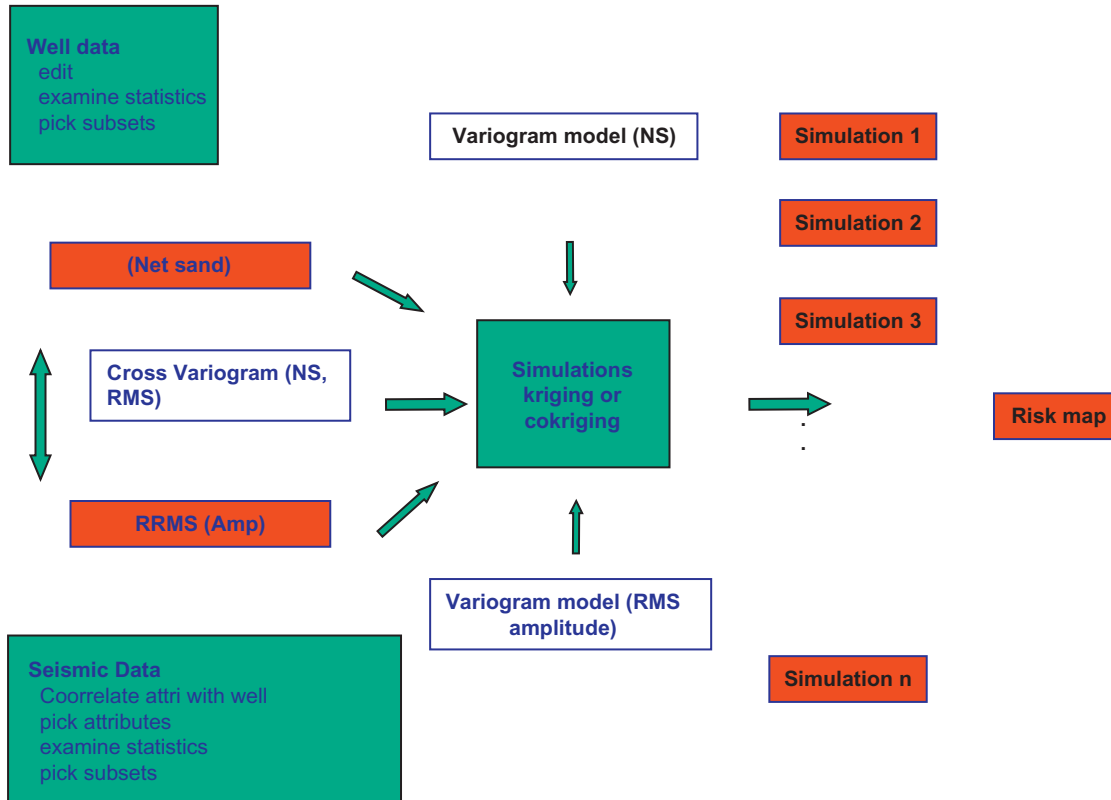 Well data
edit
examine statistics
pick subsets
Variogram model (NS)
Simulation 1
Simulation 2
(Net sand)
Simulation 3
Cross Variogram (NS,
RMS)
Simulations
kriging or
cokriging
.
.
Risk map
RRMS (Amp)
Variogram model (RMS
amplitude)
Seismic Data
Coorrelate attri with well
pick attributes
examine statistics
pick subsets
Simulation n